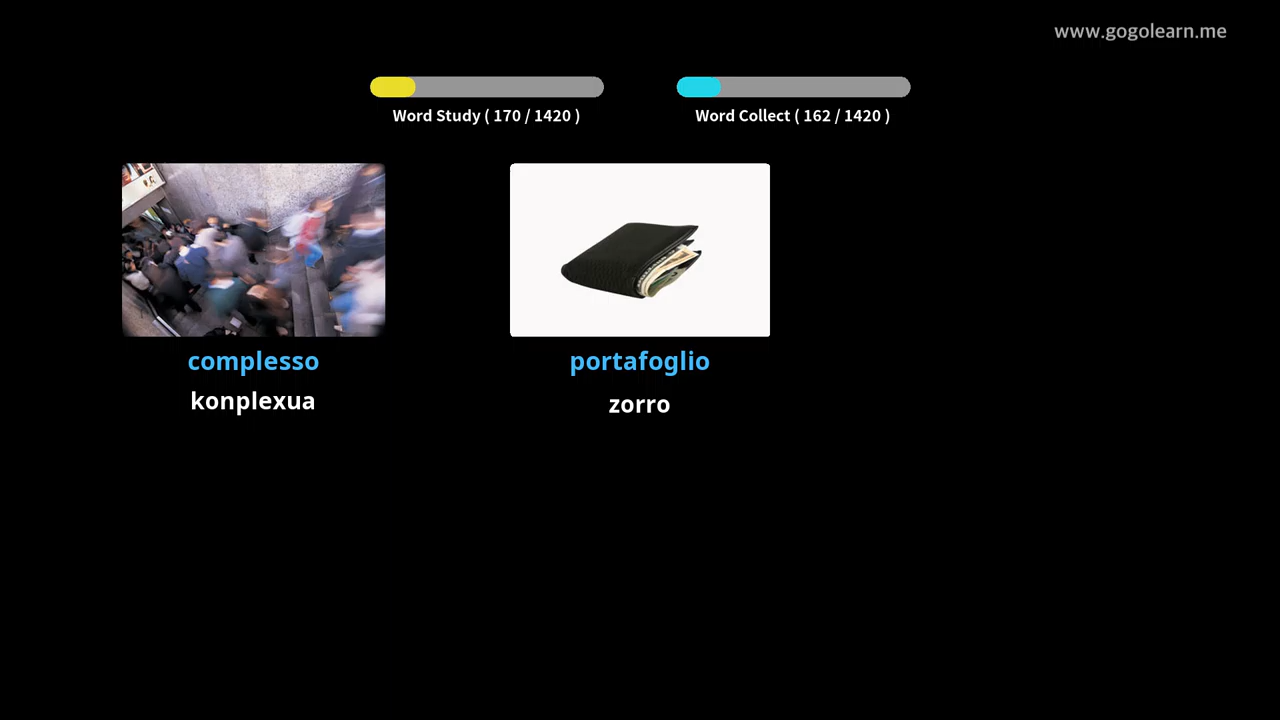 www.gogolearn.me
Word Study ( 170 / 1420 )
Word Collect ( 162 / 1420 )
complesso
portafoglio
konplexua
zorro